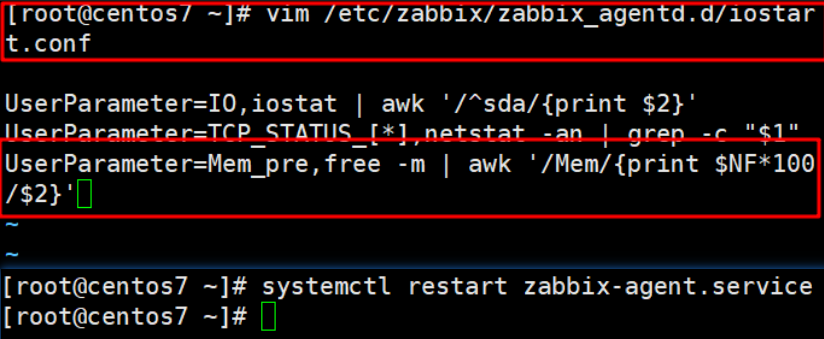 [root@centos7 ~]# vim /etc/zabbix/zabbix_agentd.d/iostar
t.conf
UserParameter=IO,iostat | awk '/^sda/{print $2}'
UserParameter=TCP_STATUS_[*],netstat -an | grep -c "$1"
UserParameter=Mem_pre,free -m | awk '/Mem/{print $NF*100
/$2}'
~
~
[root@centos7 ~]# systemctl restart zabbix-agent.service
[root@centos7 ~]#